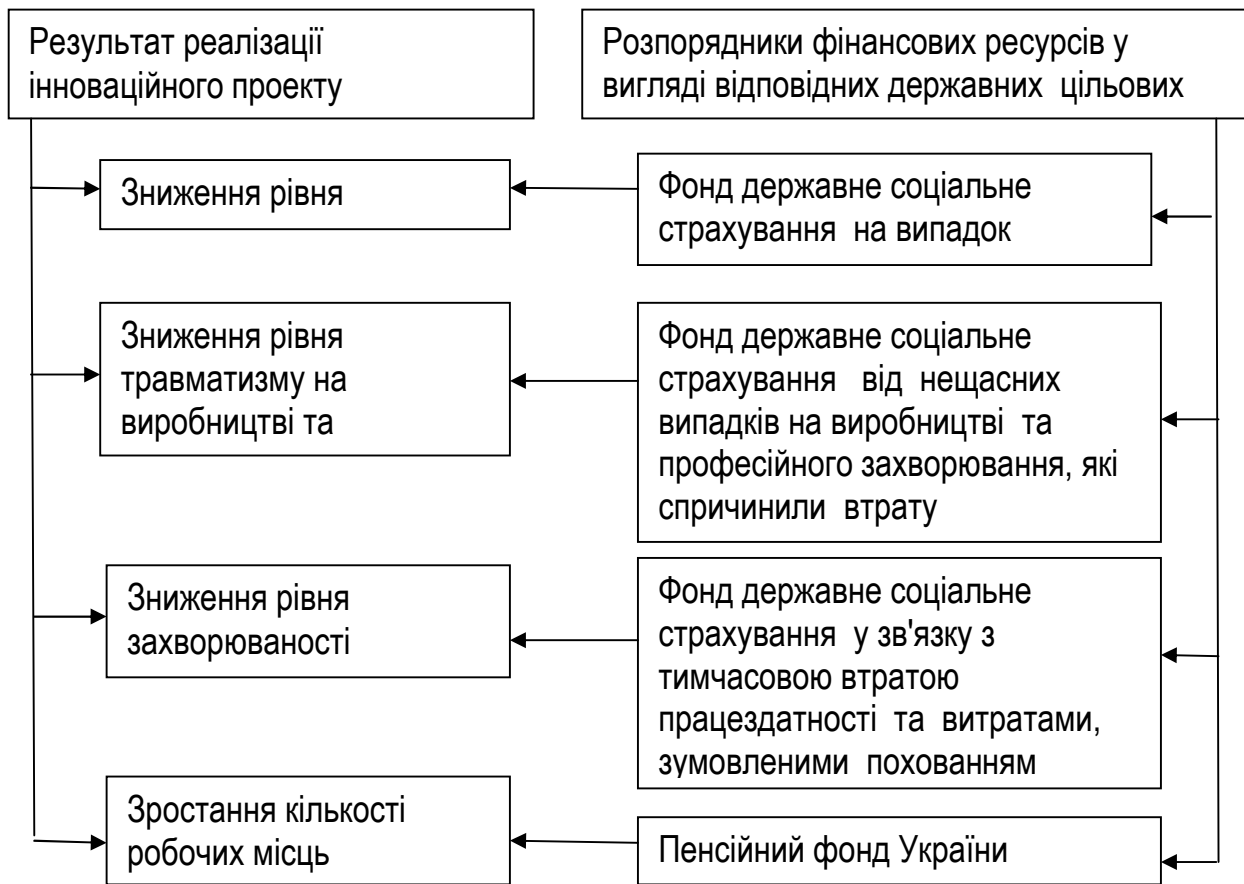 Результат реалізації
інноваційного проекту
Розпорядники фінансових ресурсів у
вигляді відповідних державних цільових
Зниження рівня
Фонд державне соціальне
страхування на випадок
Зниження рівня
травматизму на
виробництві та
Фонд державне соціальне
страхування від нещасних
випадків на виробництві та
професійного захворювання, які
спричинили втрату
Зниження рівня
захворюваності
Фонд державне соціальне
страхування у зв'язку з
тимчасовою втратою
працездатності та витратами,
зумовленими похованням
Зростання кількості
робочих місць
Пенсійний фонд України